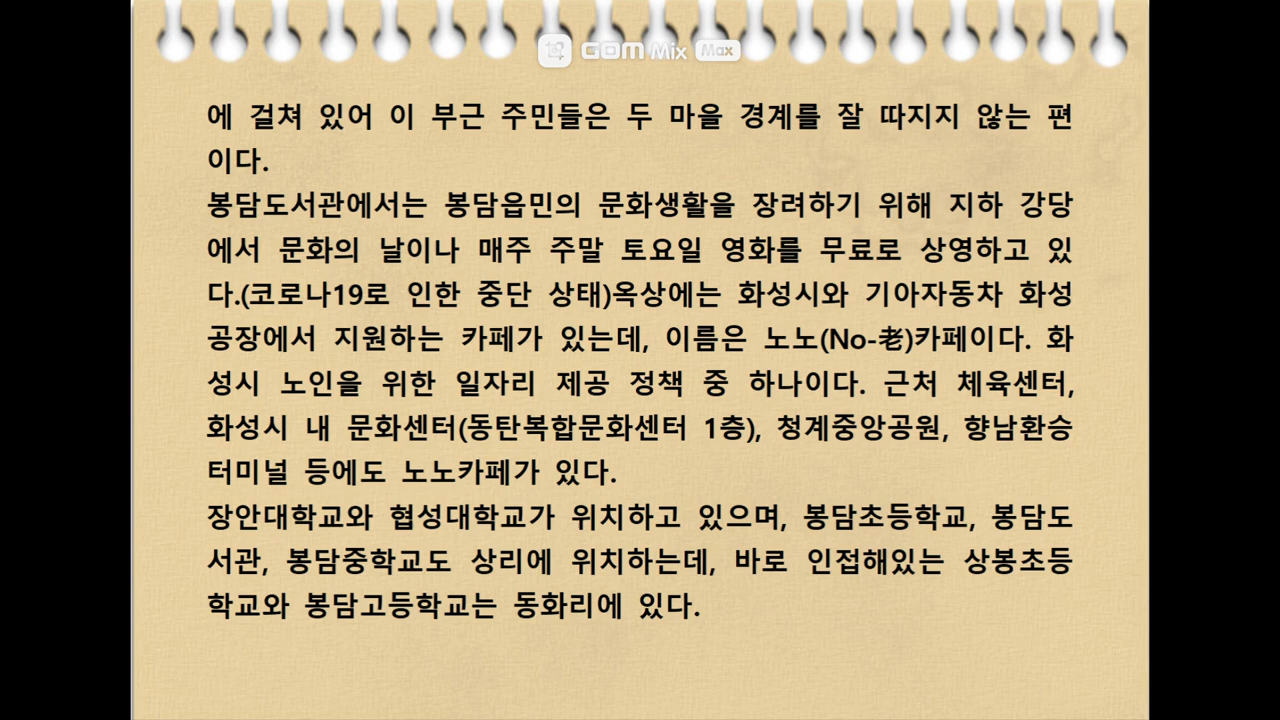 GOM Mix Max
에 걸쳐 있어 이 부근 주민들은 두 마을 경계를 잘 따지지 않는 편
이다.
봉담도서관에서는 봉담읍민의 문화생활을 장려하기 위해 지하 강당
에서 문화의 날이나 매주 주말 토요일 영화를 무료로 상영하고 있
다.(코로나19로 인한 중단 상태)옥상에는 화성시와 기아자동차 화성
공장에서 지원하는 카페가 있는데, 이름은 노노(No-老)카페이다. 화
성시 노인을 위한 일자리 제공 정책 중 하나이다. 근처 체육센터,
화성시 내 문화센터(동탄복합문화센터 1층), 청계중앙공원, 향남환승
터미널 등에도 노노카페가 있다.
장안대학교와 협성대학교가 위치하고 있으며, 봉담초등학교, 봉담도
서관, 봉담중학교도 상리에 위치하는데, 바로 인접해있는 상봉초등
학교와 봉담고등학교는 동화리에 있다.